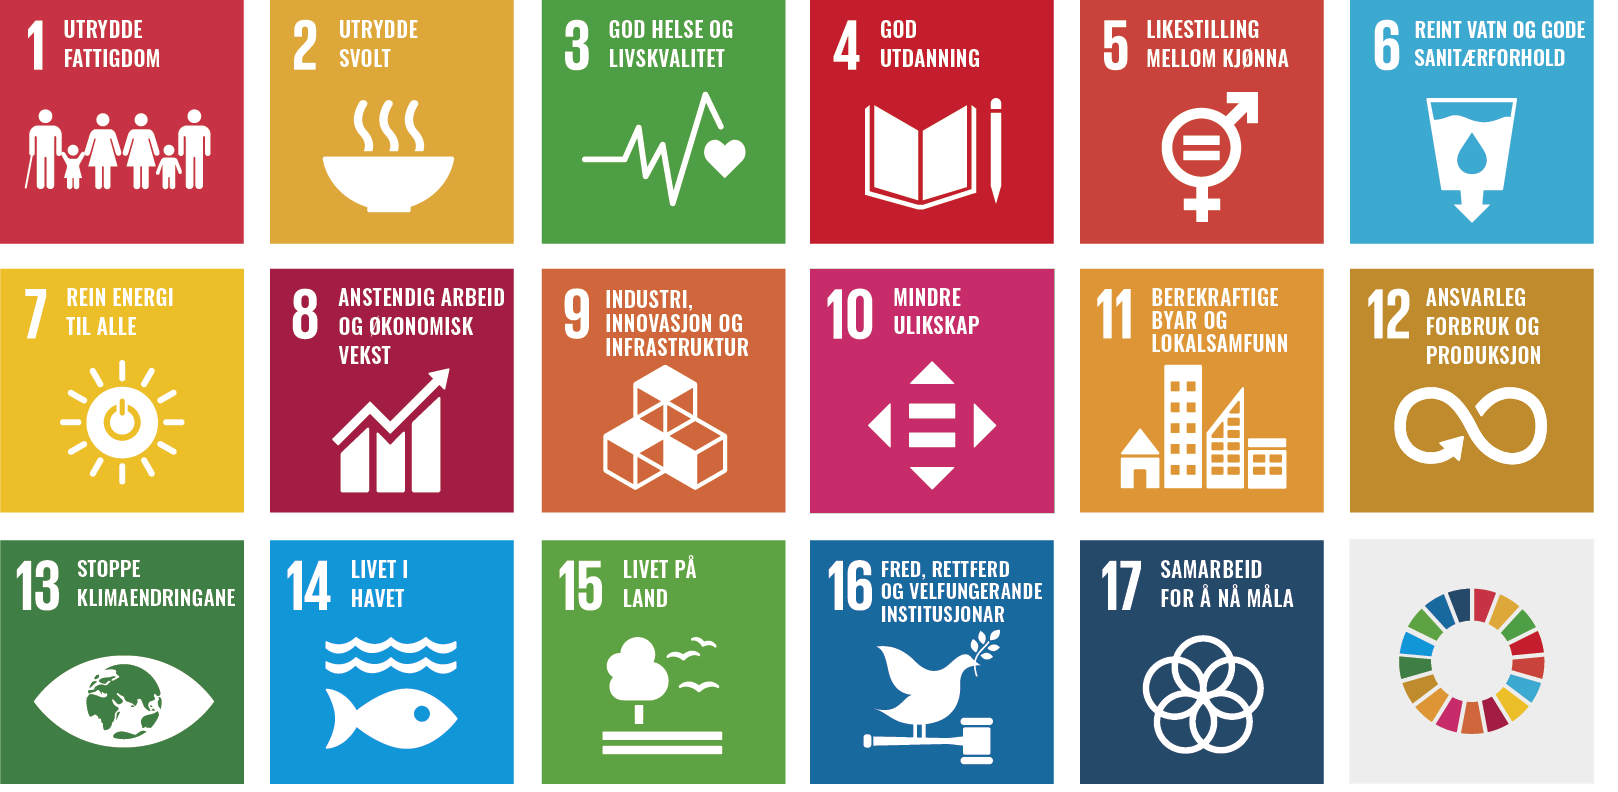 1 UTRYDDE
FATTIGDOM
2 UTRYDDE
SVOLT
3 GOD HELSE OG
LIVSKVALITET
4 GOD
UTDANNING
5 LIKESTILLING
MELLOM KJØNNA
6 REINT VATN OG GODE
SANITÆRFORHOLD
7 REIN ENERGI
TIL ALLE
8 ANSTENDIG ARBEID
OG ØKONOMISK
VEKST
9 INDUSTRI,
INNOVASJON OG
INFRASTRUKTUR
10 MINDRE
ULIKSKAP
11 BEREKRAFTIGE
BYAR OG
LOKALSAMFUNN
12 ANSVARLEG
FORBRUK OG
PRODUKSJON
13 STOPPE
KLIMAENDRINGANE
14 LIVET I
HAVET
15 LIVET PÅ
LAND
16 FRED, RETTFERD
OG VELFUNGERANDE
INSTITUSJONAR
17 SAMARBEID
FOR Å NÅ MÅLA